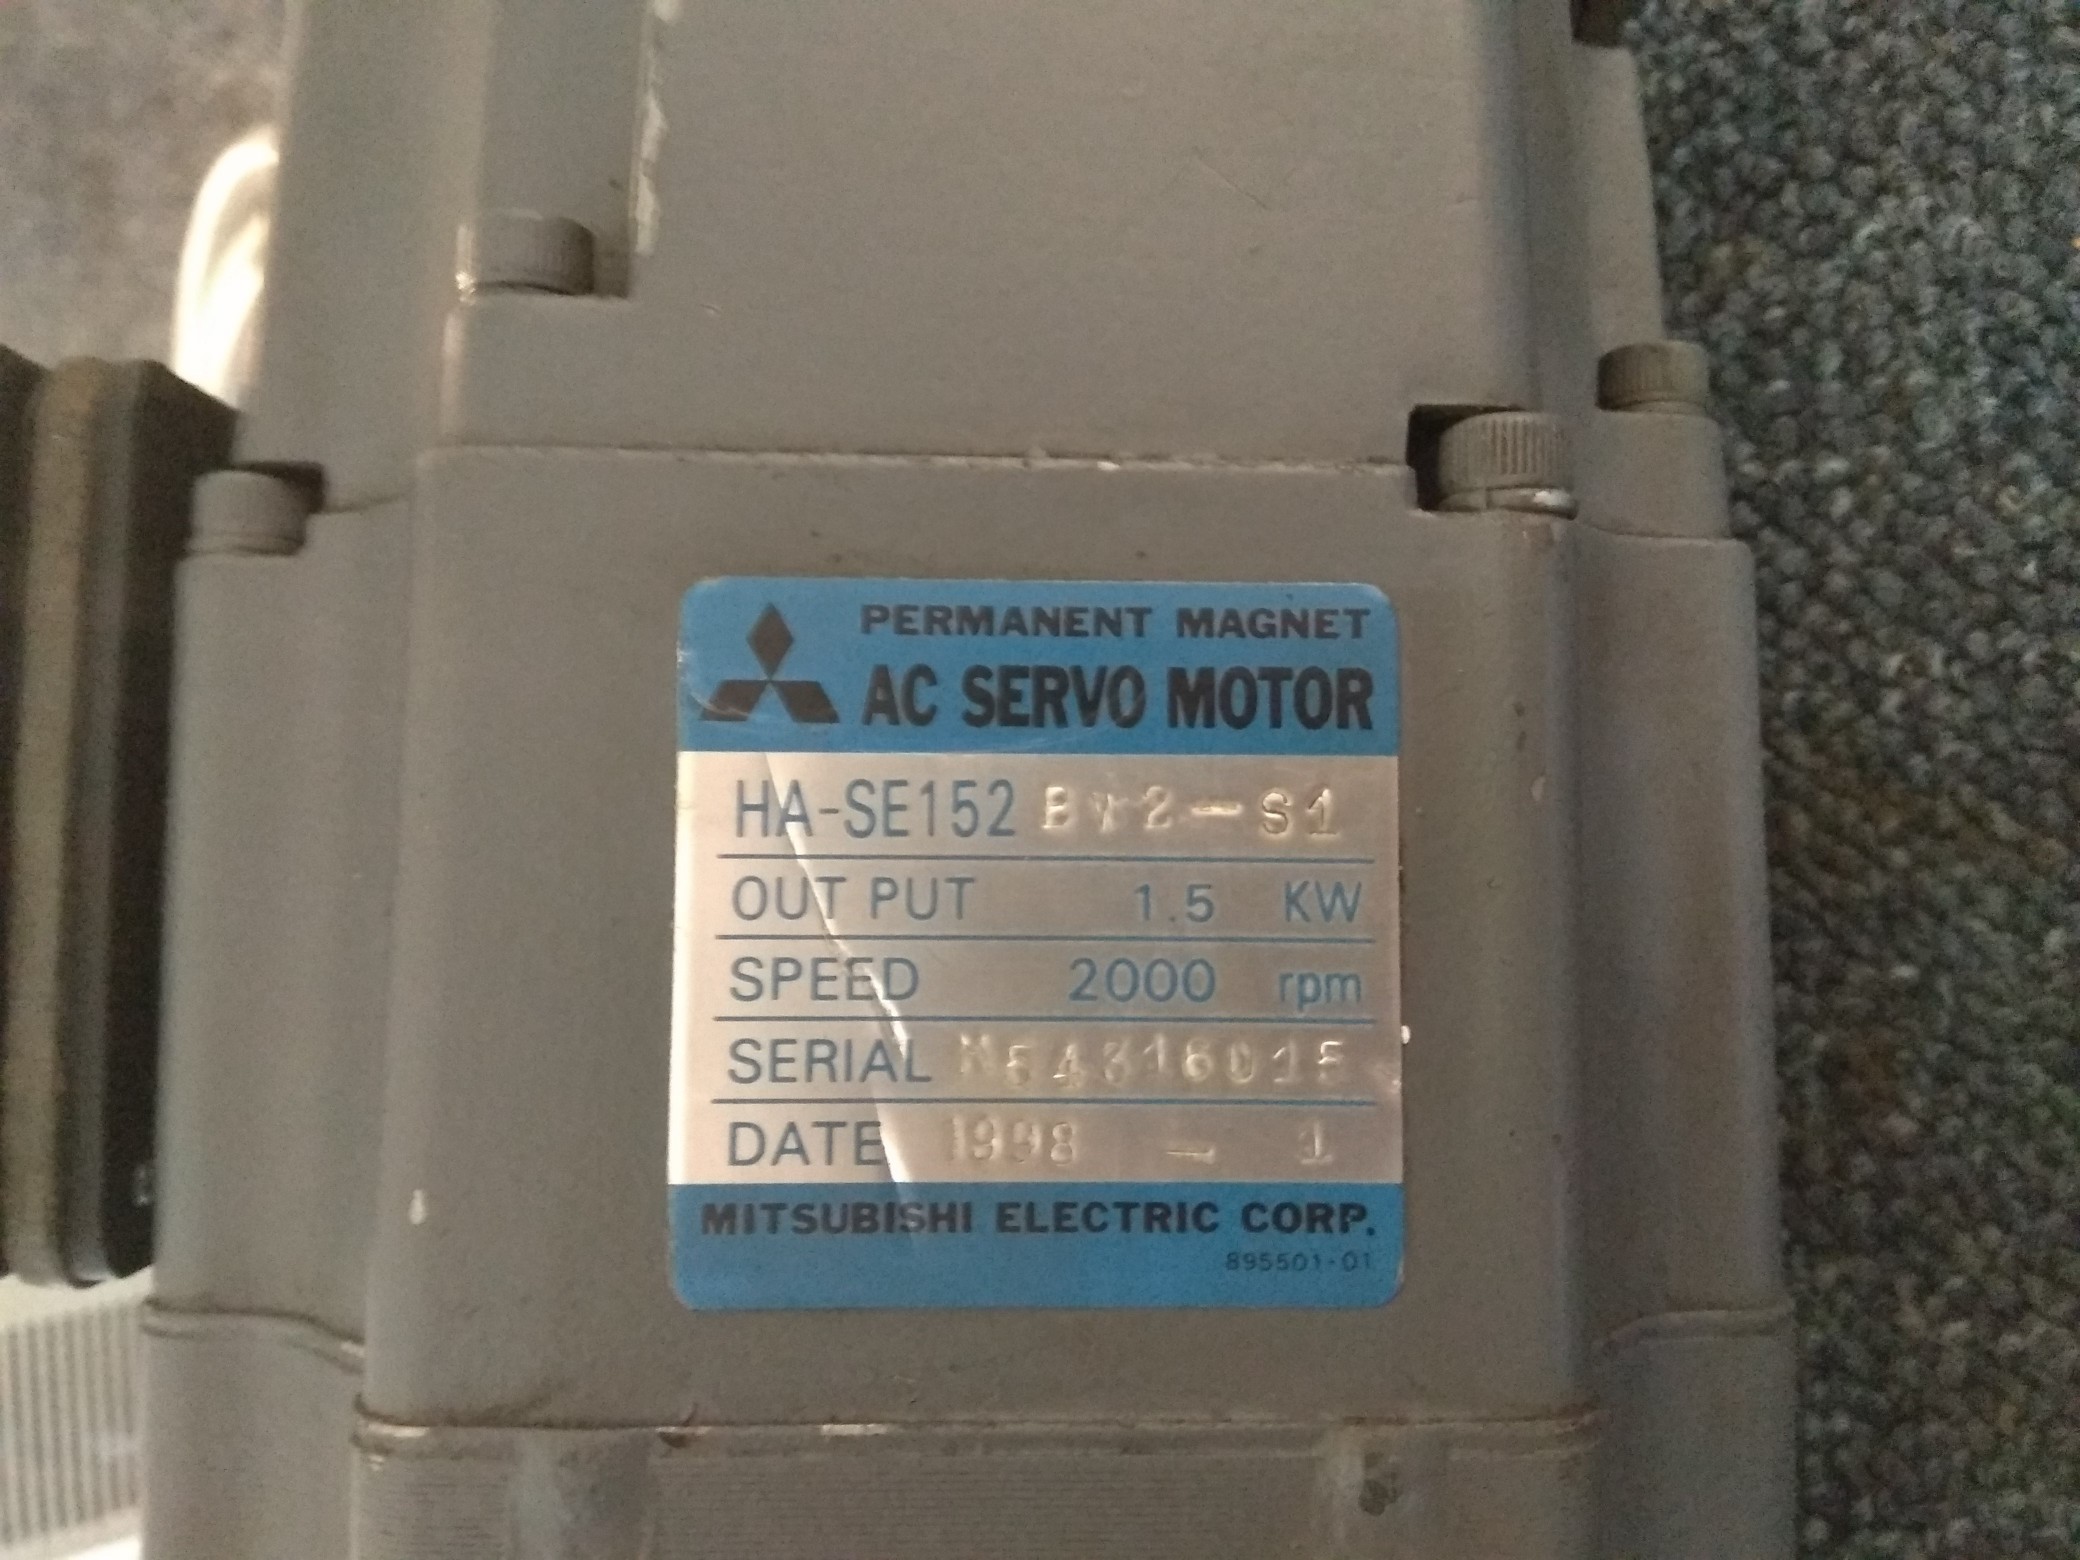 PERMANENT MAGNET
AC SERVO MOTOR
HA-SE152 BY2-S1
OUT PUT 1.5 KW
SPEED 2000 rpm
SERIAL
DATE 1998 - 1
MITSUBISHI ELECTRIC CORP.
895501-01